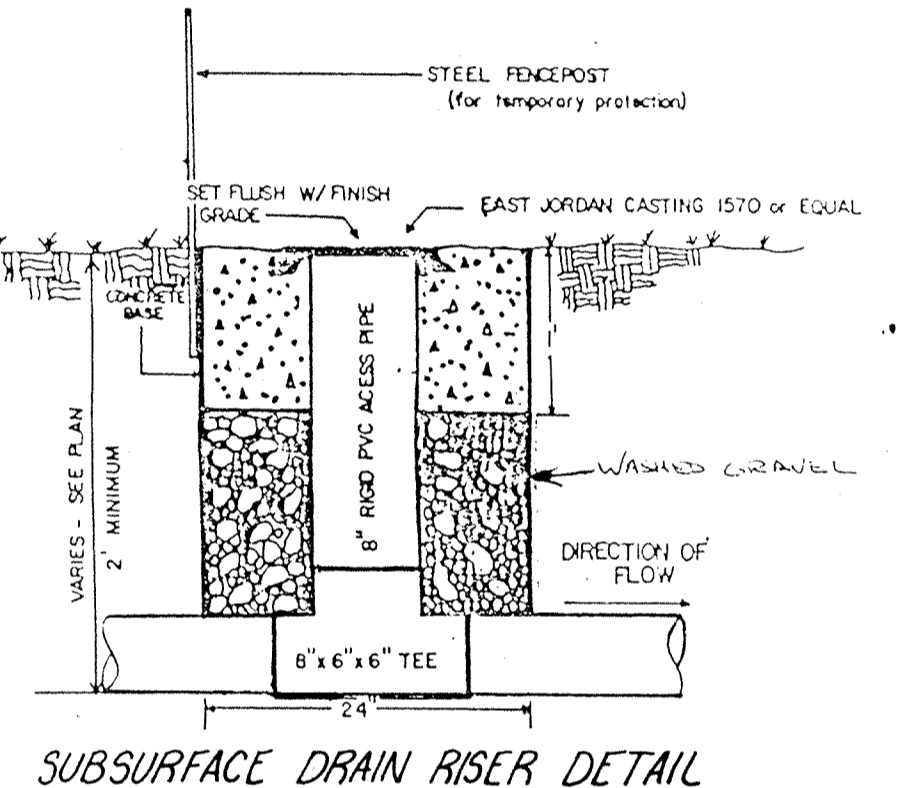 STEEL FENCEPOST
(for temporary protection)
SET FLUSH W/ FINISH
GRADE
EAST JORDAN CASTING 1570 or EQUAL
CONCRETE
BASE
1'
8" RIGID PVC ACESS PIPE
VARIES - SEE PLAN
2' MINIMUM
WASHED GRAVEL
DIRECTION OF
FLOW
8" x 6" x 6" TEE
24"
SUBSURFACE DRAIN RISER DETAIL